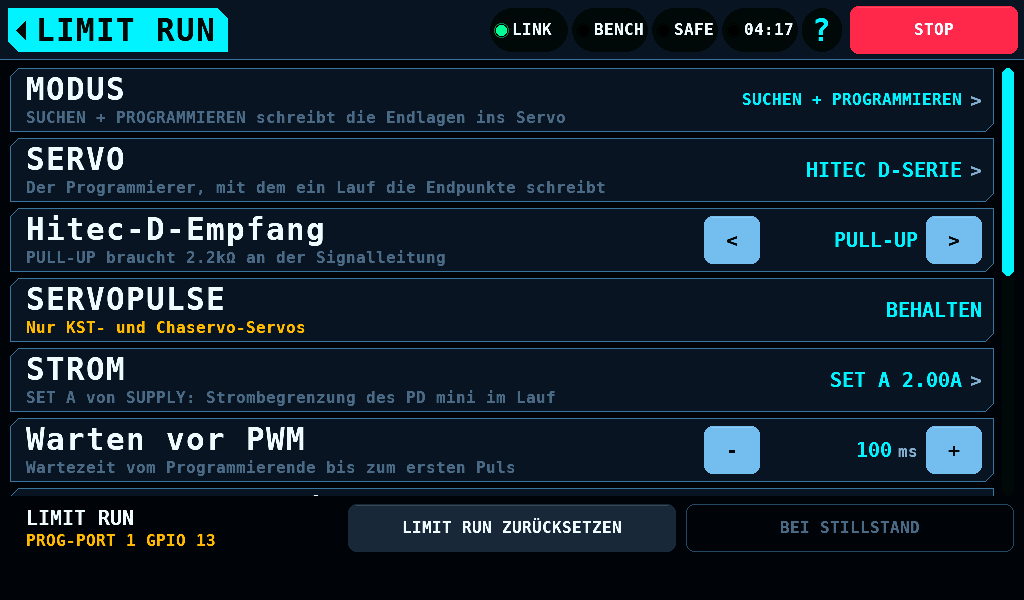 LIMIT RUN
LINK
BENCH
SAFE
04:17
?
STOP
MODUS
SUCHEN + PROGRAMMIEREN schreibt die Endlagen ins Servo
SUCHEN + PROGRAMMIEREN >
SERVO
Der Programmierer, mit dem ein Lauf die Endpunkte schreibt
HITEC D-SERIE >
Hitec-D-Empfang
PULL-UP braucht 2.2kΩ an der Signalleitung
<
PULL-UP
>
SERVOPULSE
Nur KST- und Chaservo-Servos
BEHALTEN
STROM
SET A von SUPPLY: Strombegrenzung des PD mini im Lauf
SET A 2.00A >
Warten vor PWM
Wartezeit vom Programmierende bis zum ersten Puls
-
100 ms
+
LIMIT RUN
PROG-PORT 1 GPIO 13
LIMIT RUN ZURÜCKSETZEN
BEI STILLSTAND